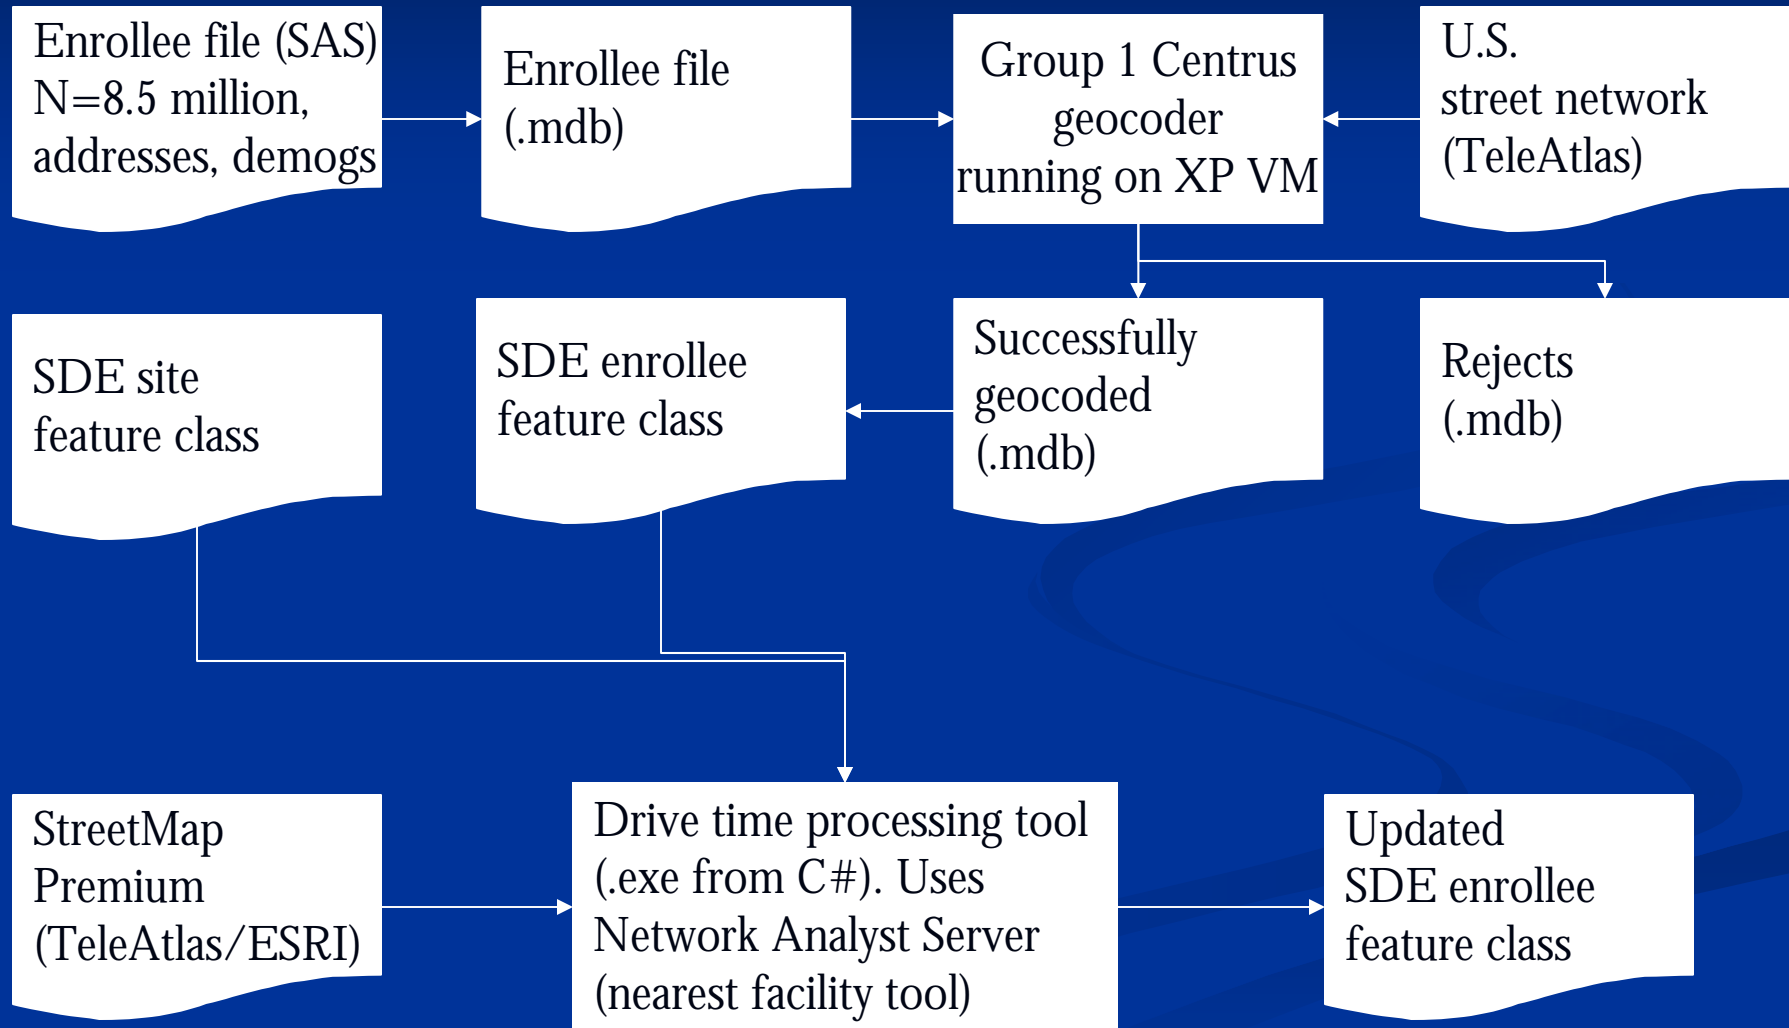 Enrollee file (SAS)
N=8.5 million,
addresses, demogs
Enrollee file
(.mdb)
Group 1 Centrus
geocoder
running on XP VM
U.S.
street network
(TeleAtlas)
SDE site
feature class
SDE enrollee
feature class
Successfully
geocoded
(.mdb)
Rejects
(.mdb)
StreetMap
Premium
(TeleAtlas/ESRI)
Drive time processing tool
(.exe from C#). Uses
Network Analyst Server
(nearest facility tool)
Updated
SDE enrollee
feature class